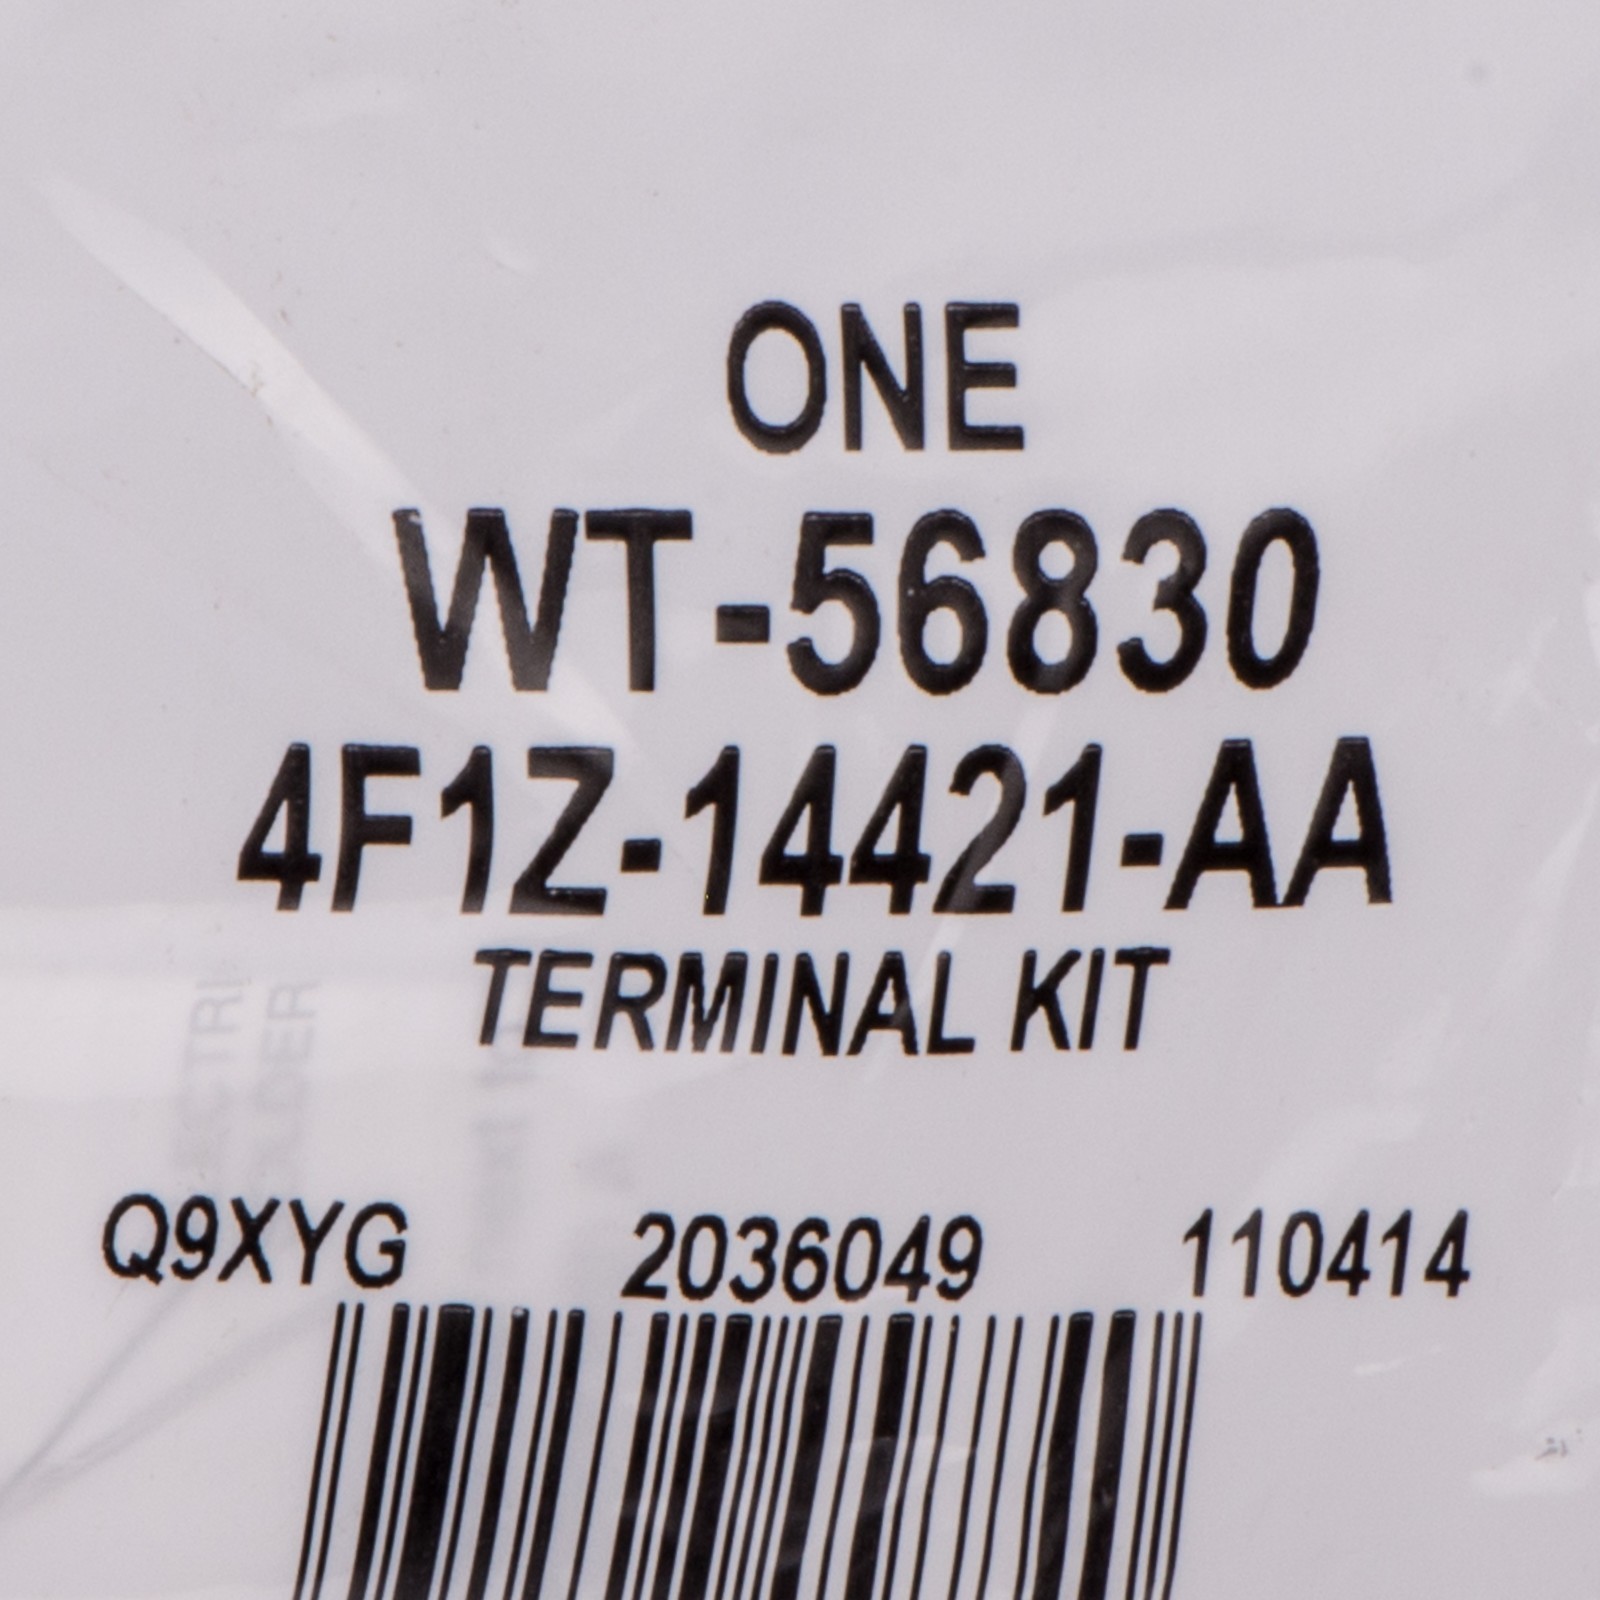 ONE
WT-56830
4F1Z-14421-AA
TERMINAL KIT
Q9XYG 2036049 110414